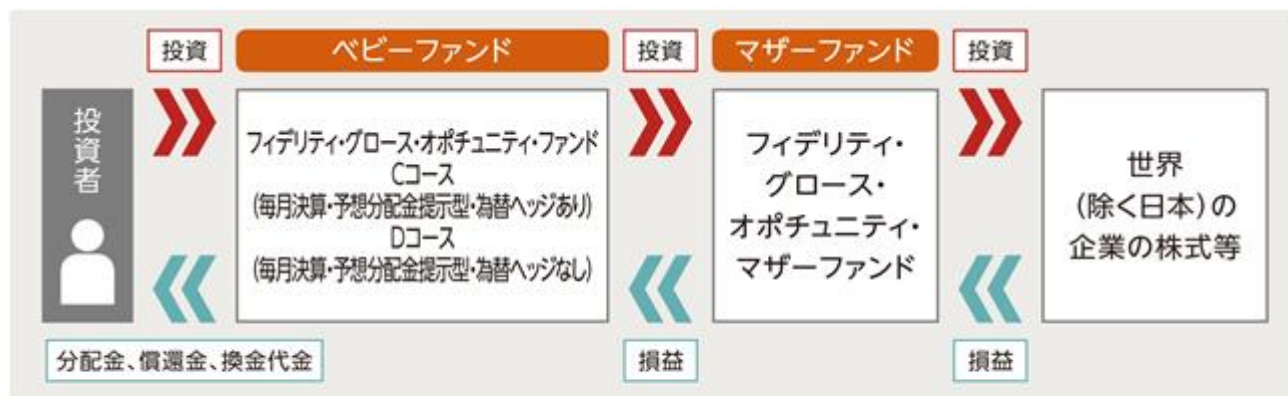 投資
ベビーファンド
投資
マザーファンド
投資
投資者
フィデリティ・グロース・オポチュニティ・ファンド
Cコース
(毎月決算・予想分配金提示型・為替ヘッジあり)
Dコース
(毎月決算・予想分配金提示型・為替ヘッジなし)
フィデリティ・
グロース・
オポチュニティ・
マザーファンド
世界
(除く日本)の
企業の株式等
分配金、償還金、換金代金
損益
損益